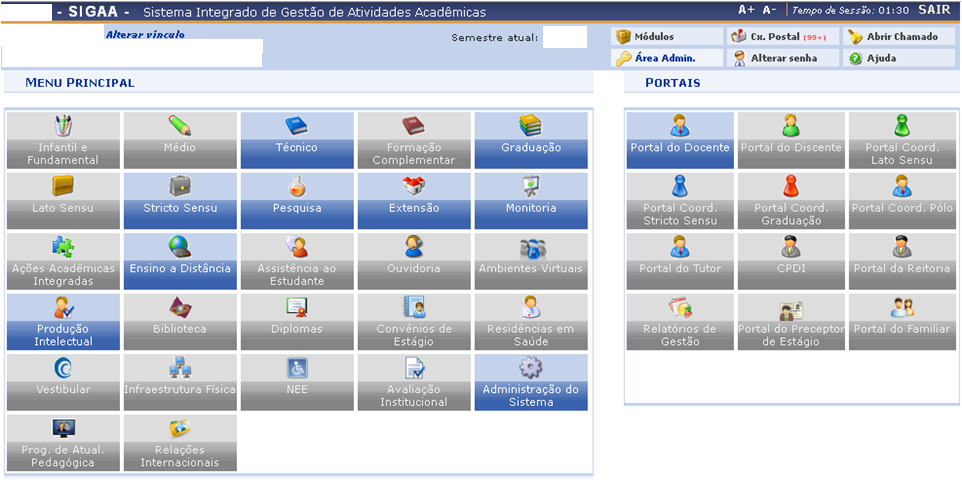 - SIGAA - Sistema Integrado de Gestão de Atividades Acadêmicas
A+ A- Tempo de Sessão: 01:30 SAIR
Alterar vínculo
Semestre atual:
Módulos
Cx. Postal (99+)
Abrir Chamado
Área Admin.
Alterar senha
Ajuda
MENU PRINCIPAL
Infantil e
Fundamental
Médio
Técnico
Formação
Complementar
Graduação
Lato Sensu
Stricto Sensu
Pesquisa
Extensão
Monitoria
Ações Acadêmicas
Integradas
Ensino a Distância
Assistência ao
Estudante
Ouvidoria
Ambientes Virtuais
Produção
Intelectual
Biblioteca
Diplomas
Convênios de
Estágio
Residências em
Saúde
Vestibular
Infraestrutura Física
NEE
Avaliação
Institucional
Administração do
Sistema
Prog. de Atual.
Pedagógica
Relações
Internacionais
PORTAIS
Portal do Docente
Portal do Discente
Portal Coord.
Lato Sensu
Portal Coord.
Stricto Sensu
Portal Coord.
Graduação
Portal Coord. Pólo
Portal do Tutor
CPDI
Portal da Reitoria
Relatórios de
Gestão
Portal do Preceptor
de Estágio
Portal do Familiar